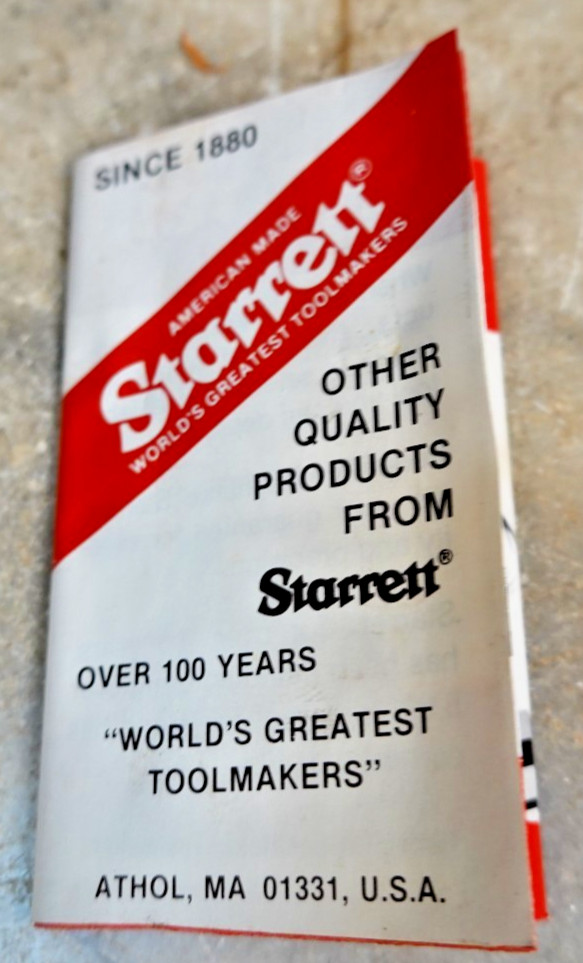 SINCE 1880
AMERICAN MADE
Starrett®
WORLD'S GREATEST TOOLMAKERS
OTHER
QUALITY
PRODUCTS
FROM
Starrett®
OVER 100 YEARS
“WORLD'S GREATEST
TOOLMAKERS”
ATHOL, MA 01331, U.S.A.